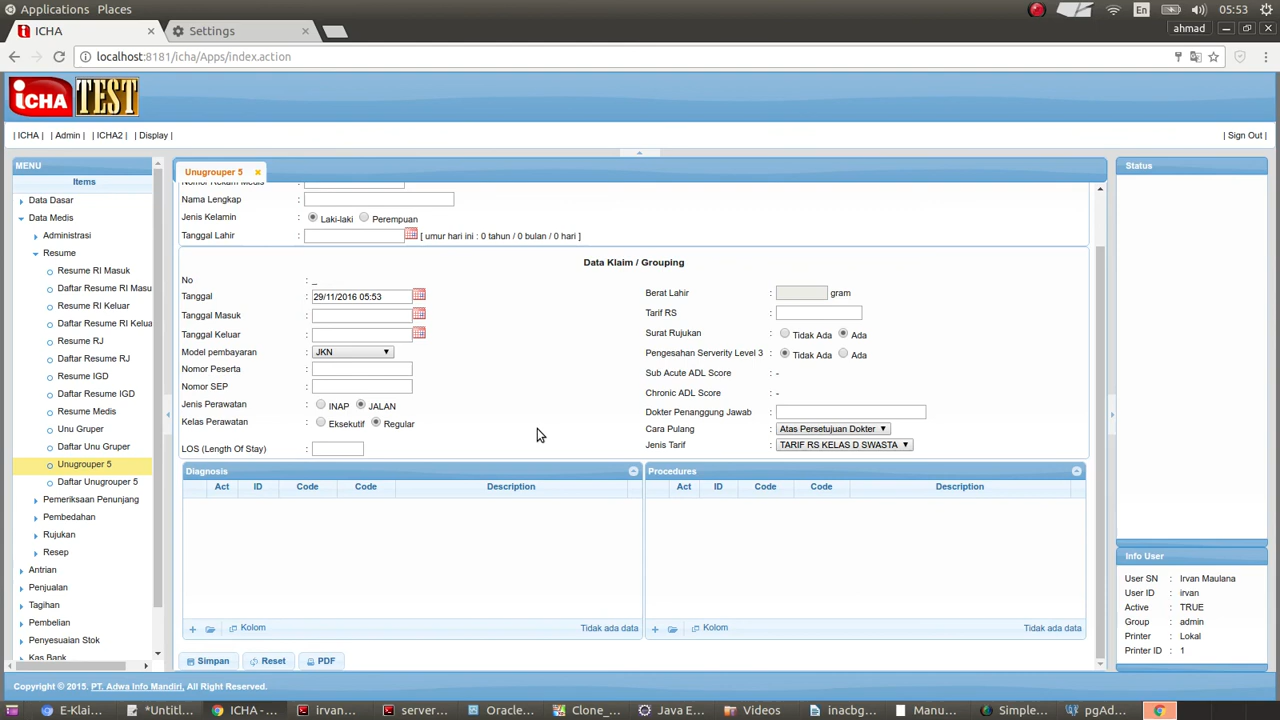 Applications Places En 05:53
ICHA × Settings × ahmad
localhost:8181/icha/Apps/index.action
iCHA TEST
| ICHA | | Admin | | ICHA2 | | Display | | Sign Out |
MENU
Items
Data Dasar
Data Medis
Administrasi
Resume
Resume RI Masuk
Daftar Resume RI Masu
Resume RI Keluar
Daftar Resume RI Kelua
Resume RJ
Daftar Resume RJ
Resume IGD
Daftar Resume IGD
Resume Medis
Unu Gruper
Daftar Unu Gruper
Unugrouper 5
Daftar Unugrouper 5
Pemeriksaan Penunjang
Pembedahan
Rujukan
Resep
Antrian
Penjualan
Tagihan
Pembelian
Penyesuaian Stok
Kas Bank
Unugrouper 5
Nomor Rekam Medis :
Nama Lengkap :
Jenis Kelamin : Laki-laki Perempuan
Tanggal Lahir : [ umur hari ini : 0 tahun / 0 bulan / 0 hari ]
Data Klaim / Grouping
No : _
Tanggal : 29/11/2016 05:53
Tanggal Masuk :
Tanggal Keluar :
Model pembayaran : JKN
Nomor Peserta :
Nomor SEP :
Jenis Perawatan : INAP JALAN
Kelas Perawatan : Eksekutif Regular
LOS (Length Of Stay) :
Berat Lahir : gram
Tarif RS :
Surat Rujukan : Tidak Ada Ada
Pengesahan Serverity Level 3 : Tidak Ada Ada
Sub Acute ADL Score : -
Chronic ADL Score : -
Dokter Penanggung Jawab :
Cara Pulang : Atas Persetujuan Dokter
Jenis Tarif : TARIF RS KELAS D SWASTA
Diagnosis
Act ID Code Code Description
Kolom Tidak ada data
Procedures
Act ID Code Code Description
Kolom Tidak ada data
Simpan Reset PDF
Status
Info User
User SN : Irvan Maulana
User ID : irvan
Active : TRUE
Group : admin
Printer : Lokal
Printer ID : 1
Copyright © 2015. PT. Adwa Info Mandiri, All Right Reserved.
E-Klai... *Untitl... ICHA -... irvan... server... Oracle... Clone_... Java E... Videos inacbg... Manu... Simple... pgAd...